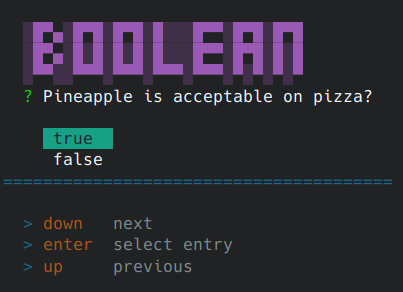 BOOLEAN
? Pineapple is acceptable on pizza?
true
false
========================================
> down next
> enter select entry
> up previous